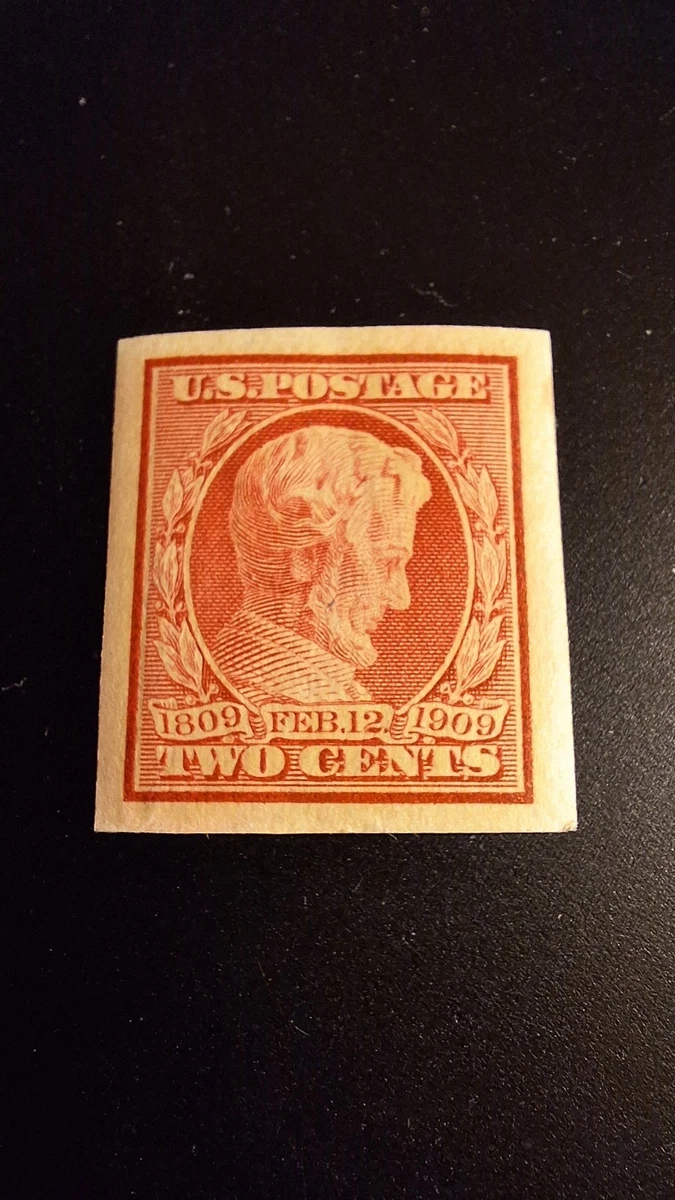 U.S.POSTAGE
1809 FEB.12. 1909
TWO CENTS